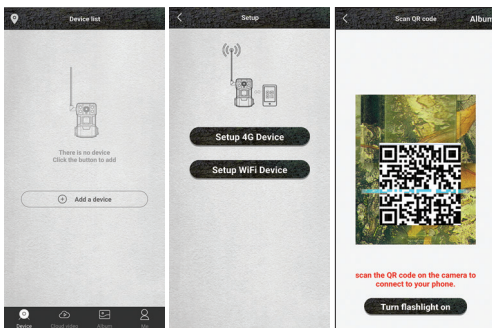 Device list
There is no device
Click the button to add
Add a device
Device
Cloud video
Album
Me
Setup
Setup 4G Device
Setup WiFi Device
Scan QR code
Album
scan the QR code on the camera to
connect to your phone.
Turn flashlight on